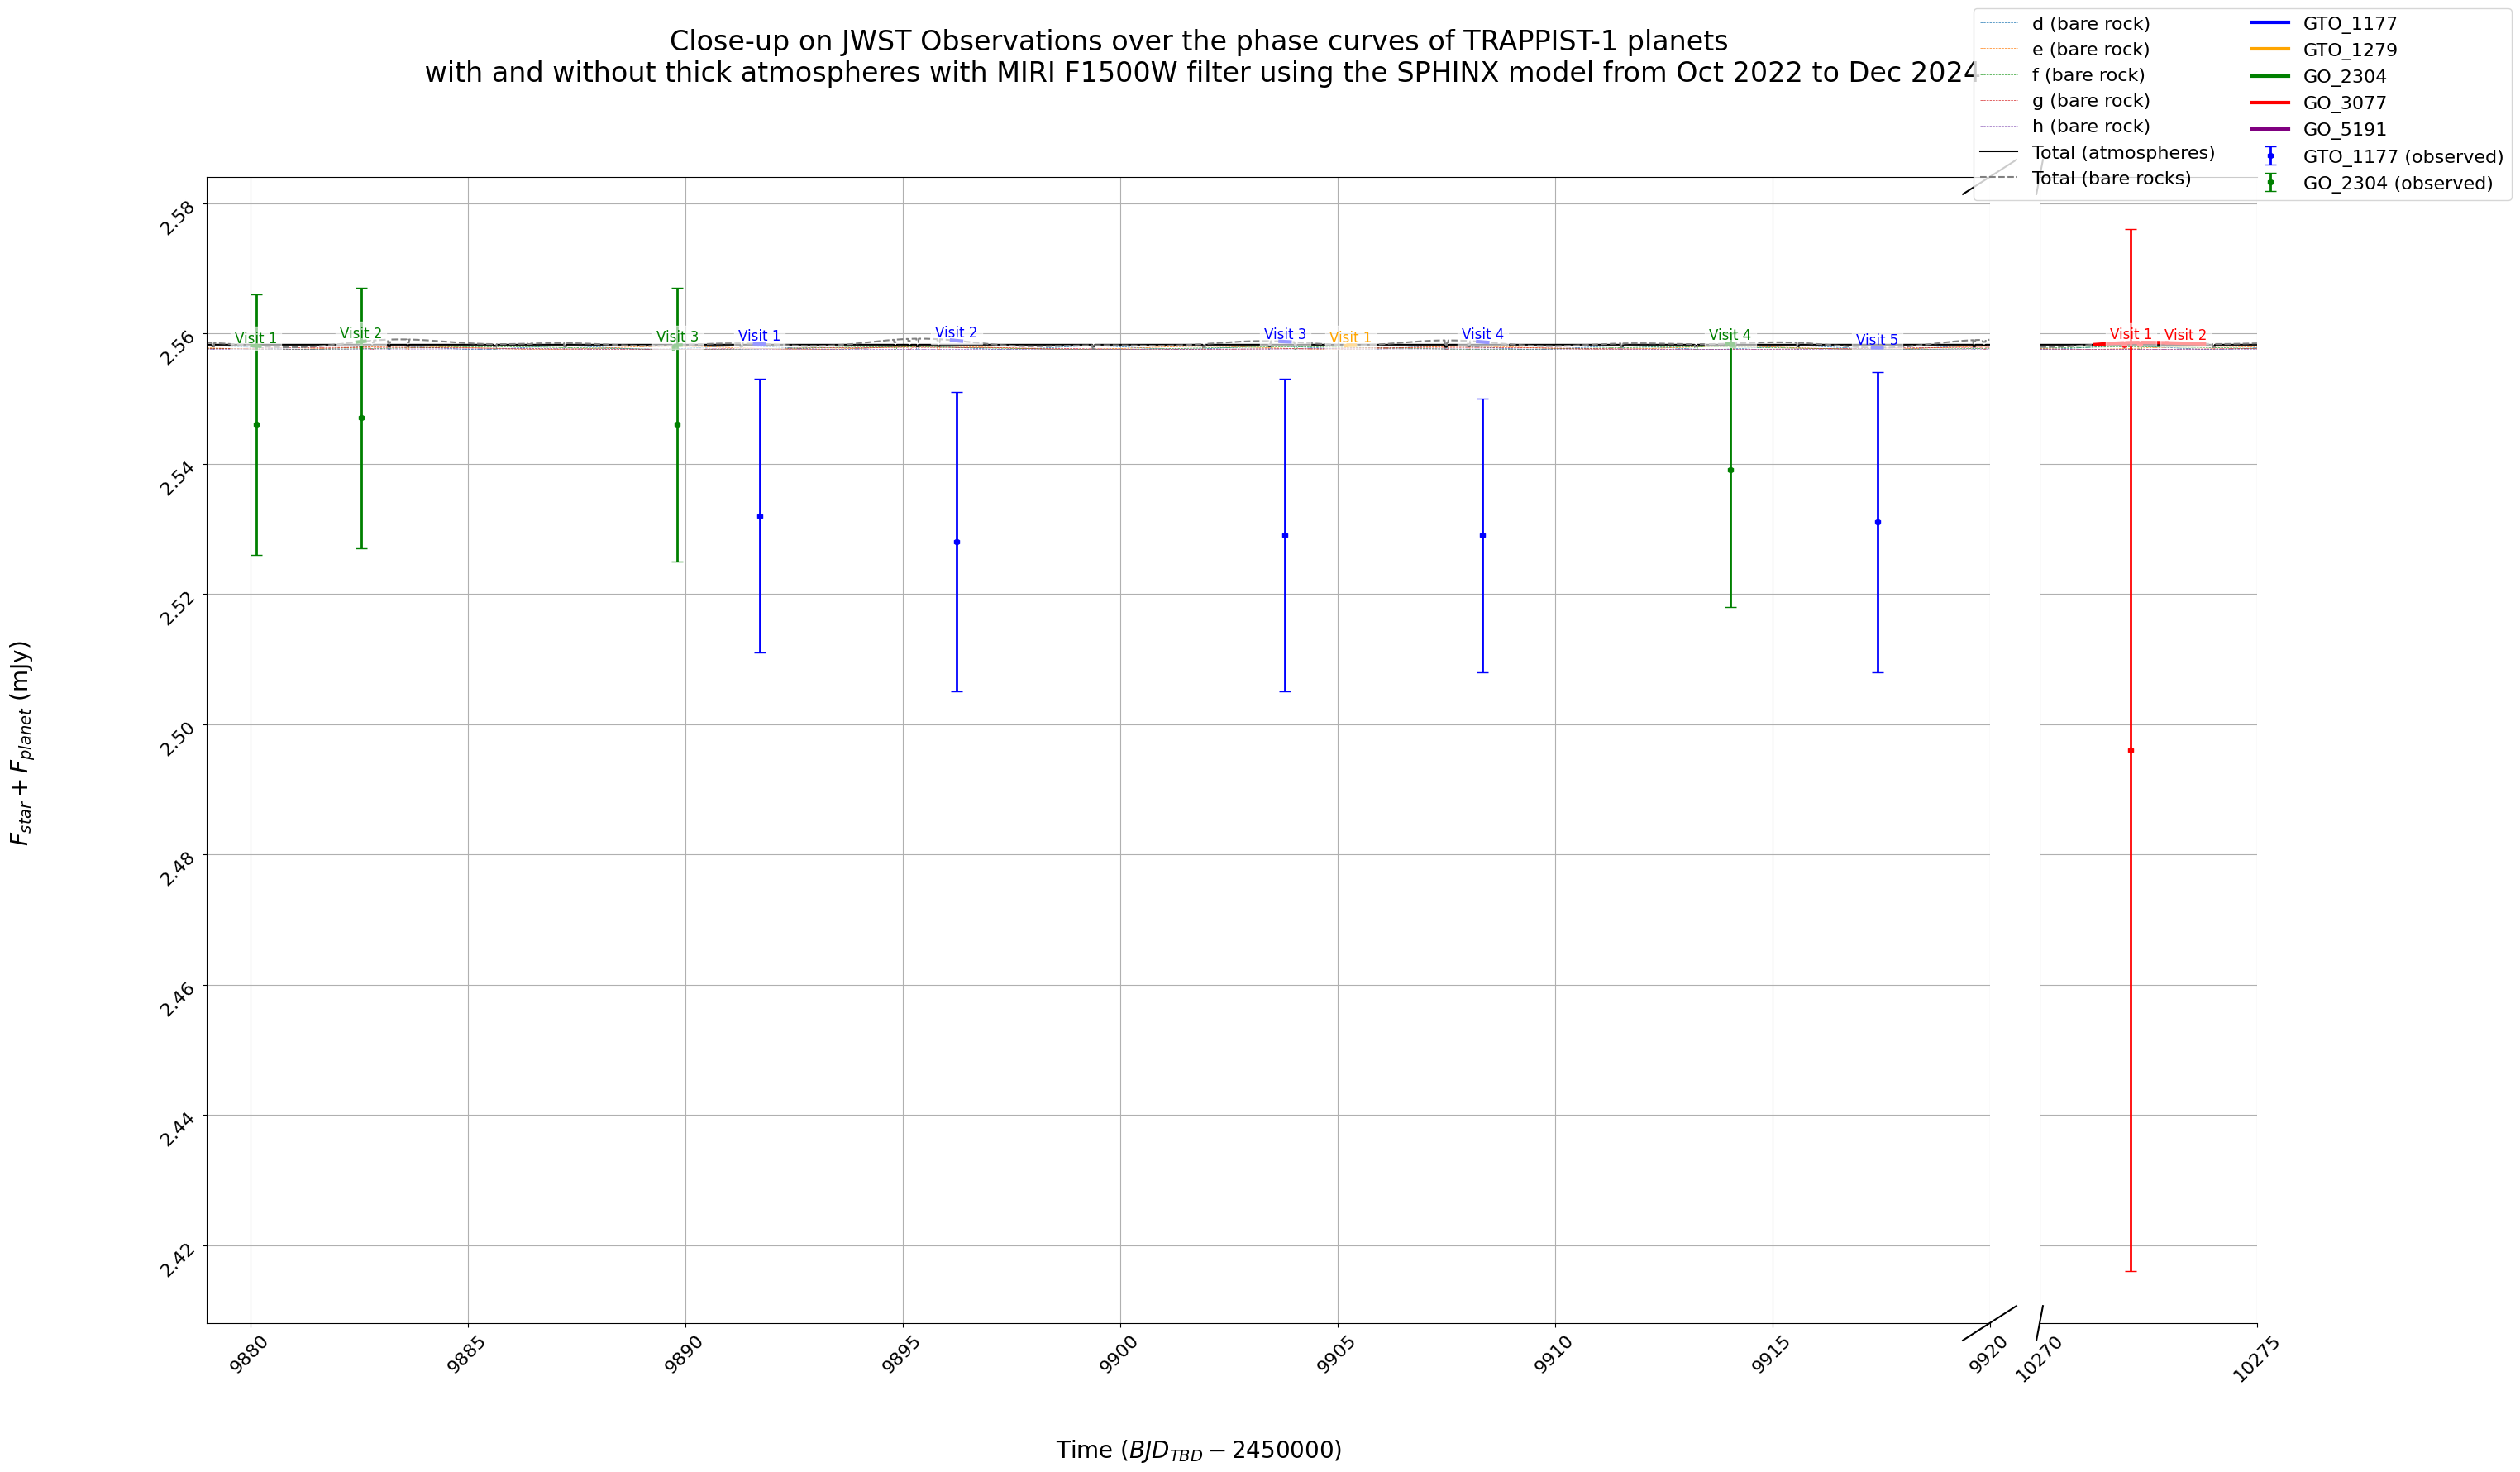 Close-up on JWST Observations over the phase curves of TRAPPIST-1 planets
with and without thick atmospheres with MIRI F1500W filter using the SPHINX model from Oct 2022 to Dec 2024
d (bare rock)
e (bare rock)
f (bare rock)
g (bare rock)
h (bare rock)
Total (atmospheres)
Total (bare rocks)
GTO_1177
GTO_1279
GO_2304
GO_3077
GO_5191
GTO_1177 (observed)
GO_2304 (observed)
2.58
2.56
2.54
2.52
2.50
2.48
2.46
2.44
2.42
Visit 1
Visit 2
Visit 3
Visit 1
Visit 2
Visit 3
Visit 1
Visit 4
Visit 4
Visit 5
Visit 1
Visit 2
F_star + F_planet (mJy)
9880
9885
9890
9895
9900
9905
9910
9915
9920
10270
10275
Time (BJD_TBD − 2450000)